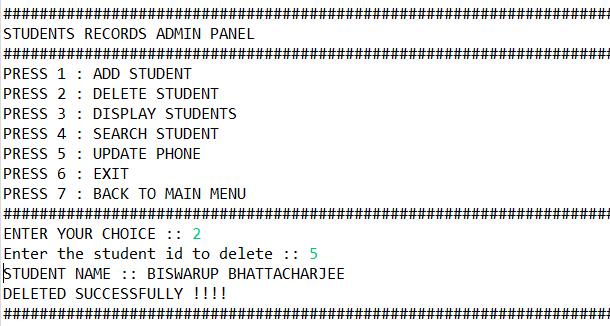 ####################################################################
STUDENTS RECORDS ADMIN PANEL
####################################################################
PRESS 1 : ADD STUDENT
PRESS 2 : DELETE STUDENT
PRESS 3 : DISPLAY STUDENTS
PRESS 4 : SEARCH STUDENT
PRESS 5 : UPDATE PHONE
PRESS 6 : EXIT
PRESS 7 : BACK TO MAIN MENU
####################################################################
ENTER YOUR CHOICE :: 2
Enter the student id to delete :: 5
STUDENT NAME :: BISWARUP BHATTACHARJEE
DELETED SUCCESSFULLY !!!!
####################################################################